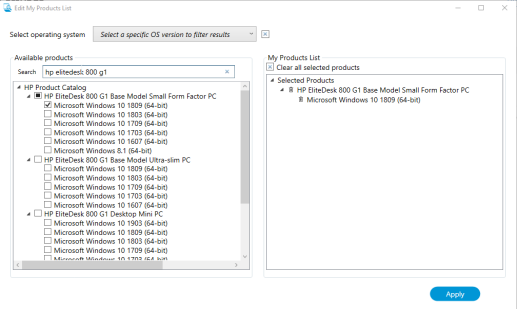 Edit My Products List
Select operating system
Select a specific OS version to filter results
Available products
Search
hp elitedesk 800 g1
HP Product Catalog
HP EliteDesk 800 G1 Base Model Small Form Factor PC
Microsoft Windows 10 1809 (64-bit)
Microsoft Windows 10 1803 (64-bit)
Microsoft Windows 10 1709 (64-bit)
Microsoft Windows 10 1703 (64-bit)
Microsoft Windows 10 1607 (64-bit)
Microsoft Windows 8.1 (64-bit)
HP EliteDesk 800 G1 Base Model Ultra-slim PC
Microsoft Windows 10 1809 (64-bit)
Microsoft Windows 10 1803 (64-bit)
Microsoft Windows 10 1709 (64-bit)
Microsoft Windows 10 1703 (64-bit)
Microsoft Windows 10 1607 (64-bit)
HP EliteDesk 800 G1 Desktop Mini PC
Microsoft Windows 10 1903 (64-bit)
Microsoft Windows 10 1809 (64-bit)
Microsoft Windows 10 1803 (64-bit)
Microsoft Windows 10 1709 (64-bit)
Microsoft Windows 10 1703 (64-bit)
My Products List
Clear all selected products
Selected Products
HP EliteDesk 800 G1 Base Model Small Form Factor PC
Microsoft Windows 10 1809 (64-bit)
Apply